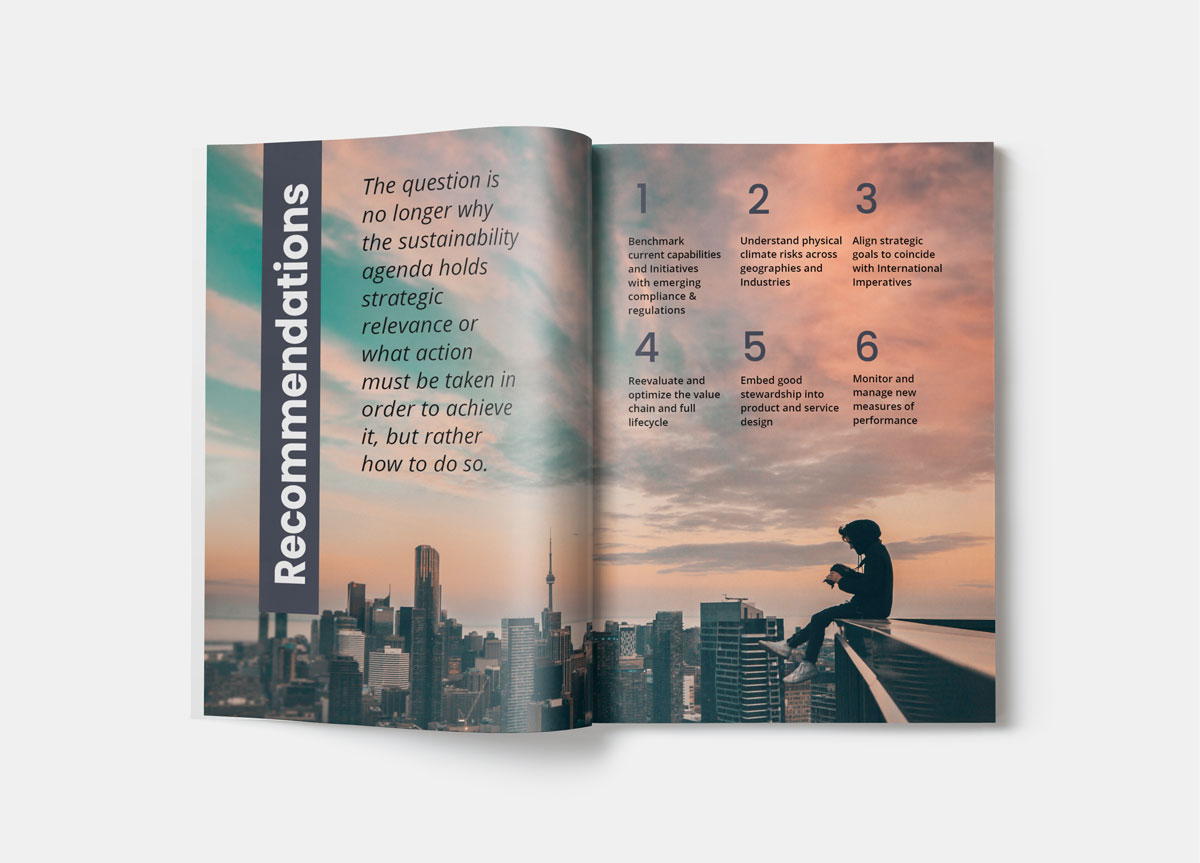 Recommendations
The question is
no longer why
the sustainability
agenda holds
strategic
relevance or
what action
must be taken in
order to achieve
it, but rather
how to do so.
1
Benchmark
current capabilities
and Initiatives
with emerging
compliance &
regulations
2
Understand physical
climate risks across
geographies and
Industries
3
Align strategic
goals to coincide
with International
Imperatives
4
Reevaluate and
optimize the value
chain and full
lifecycle
5
Embed good
stewardship into
product and service
design
6
Monitor and
manage new
measures of
performance